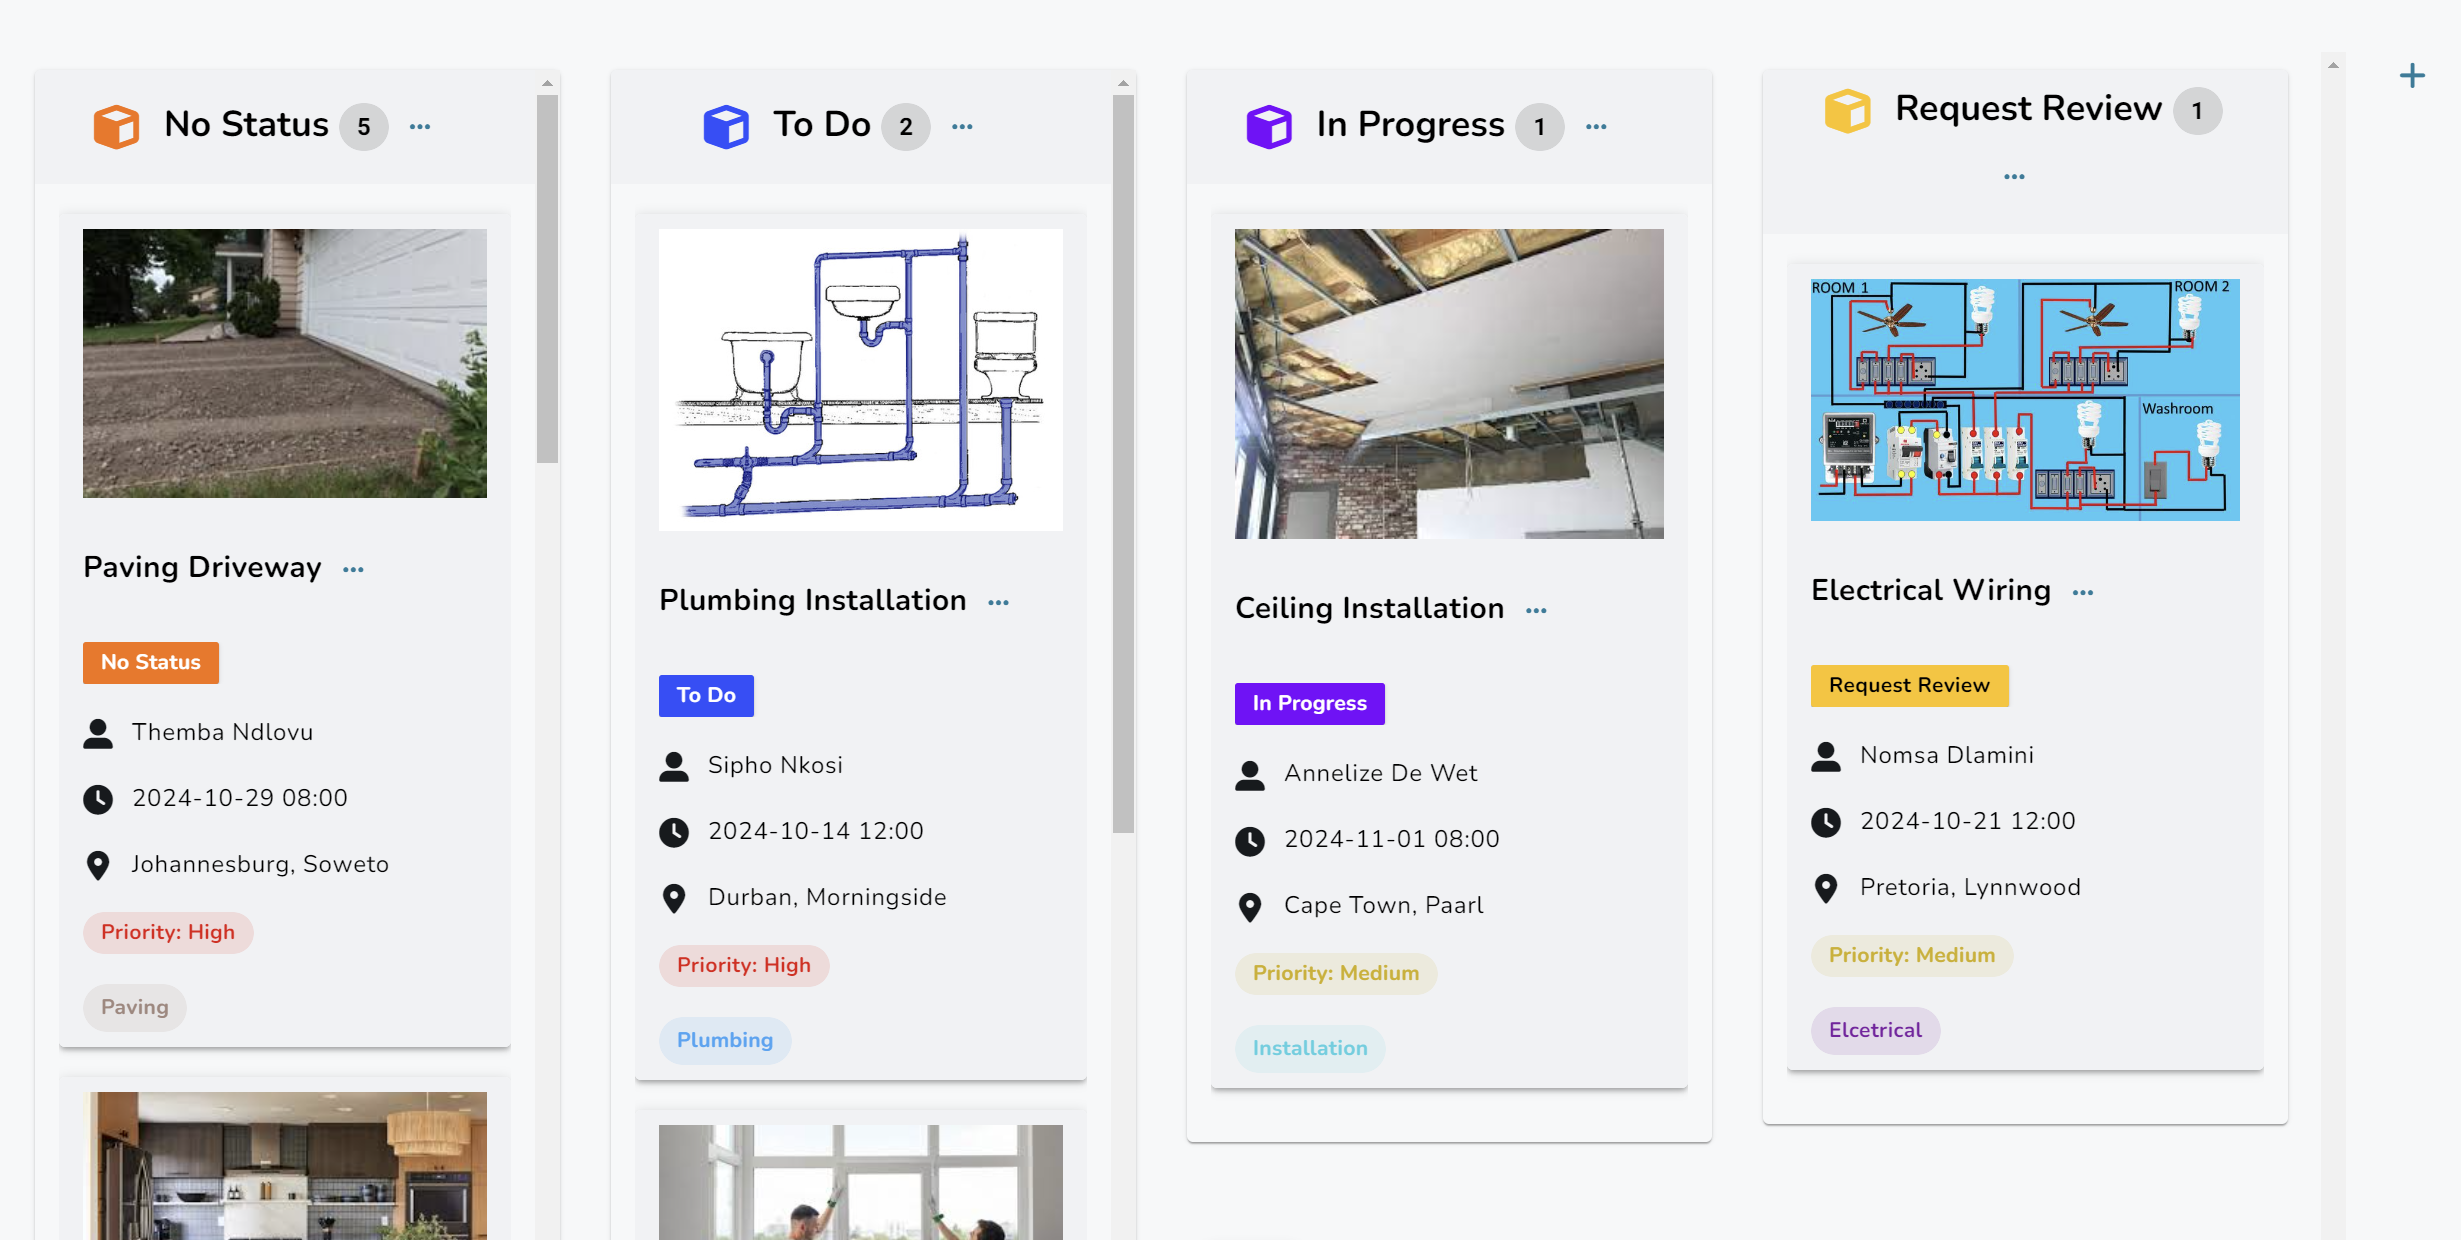 No Status 5
Paving Driveway
No Status
Themba Ndlovu
2024-10-29 08:00
Johannesburg, Soweto
Priority: High
Paving
To Do 2
Plumbing Installation
To Do
Sipho Nkosi
2024-10-14 12:00
Durban, Morningside
Priority: High
Plumbing
In Progress 1
Ceiling Installation
In Progress
Annelize De Wet
2024-11-01 08:00
Cape Town, Paarl
Priority: Medium
Installation
Request Review 1
ROOM 1
ROOM 2
Washroom
Electrical Wiring
Request Review
Nomsa Dlamini
2024-10-21 12:00
Pretoria, Lynnwood
Priority: Medium
Elcetrical